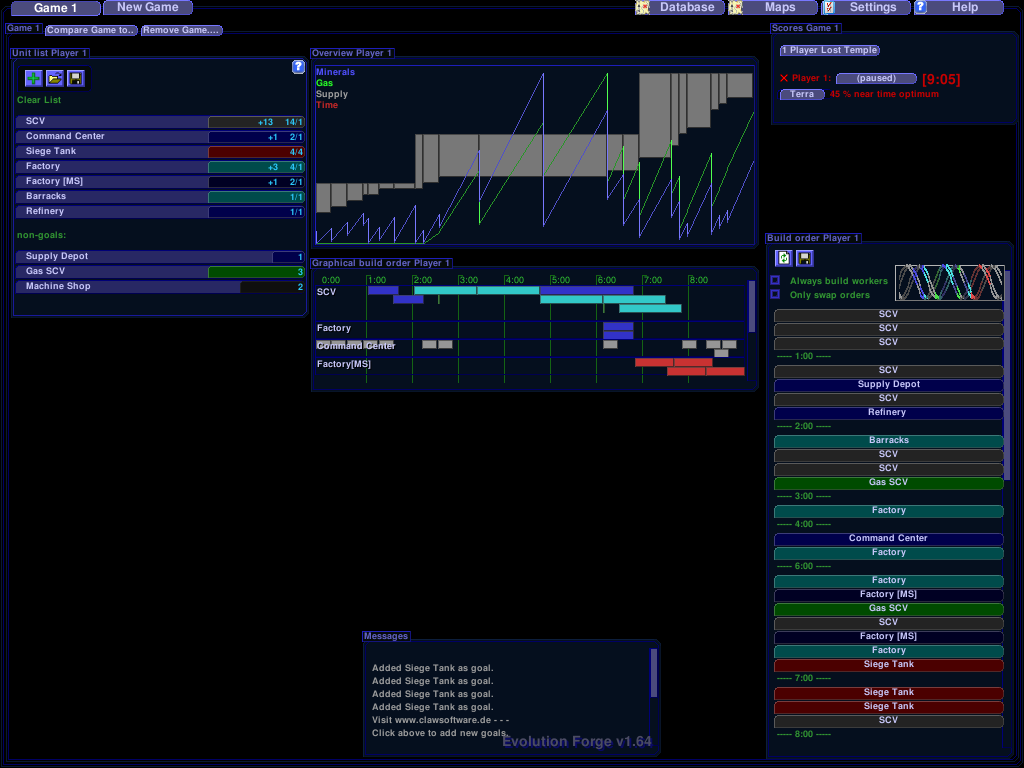 Game 1
New Game
Database
Maps
Settings
Help
Game 1
Compare Game to..
Remove Game....
Scores Game 1
1 Player Lost Temple
Player 1:
(paused)
[9:05]
Terra
45 % near time optimum
Unit list Player 1
?
Clear List
SCV +13 14/1
Command Center +1 2/1
Siege Tank 4/4
Factory +3 4/1
Factory [MS] +1 2/1
Barracks 1/1
Refinery 1/1
non-goals:
Supply Depot 1
Gas SCV 3
Machine Shop 2
Overview Player 1
Minerals
Gas
Supply
Time
Graphical build order Player 1
0:00 1:00 2:00 3:00 4:00 5:00 6:00 7:00 8:00
SCV
Factory
Command Center
Factory[MS]
Build order Player 1
Always build workers
Only swap orders
SCV
SCV
SCV
----- 1:00 -----
SCV
Supply Depot
SCV
Refinery
----- 2:00 -----
Barracks
SCV
SCV
Gas SCV
----- 3:00 -----
Factory
----- 4:00 -----
Command Center
Factory
----- 6:00 -----
Factory
Factory [MS]
Gas SCV
SCV
Factory [MS]
Factory
Siege Tank
----- 7:00 -----
Siege Tank
Siege Tank
SCV
----- 8:00 -----
Messages
Added Siege Tank as goal.
Added Siege Tank as goal.
Added Siege Tank as goal.
Added Siege Tank as goal.
Visit www.clawsoftware.de - - -
Click above to add new goals.
Evolution Forge v1.64